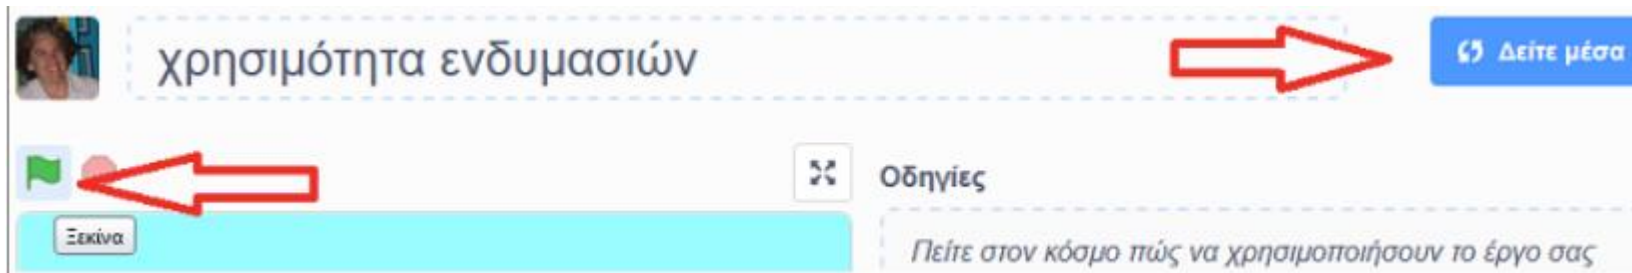 χρησιμότητα ενδυμασιών
Δείτε μέσα
Οδηγίες
Ξεκίνα
Πείτε στον κόσμο πώς να χρησιμοποιήσουν το έργο σας